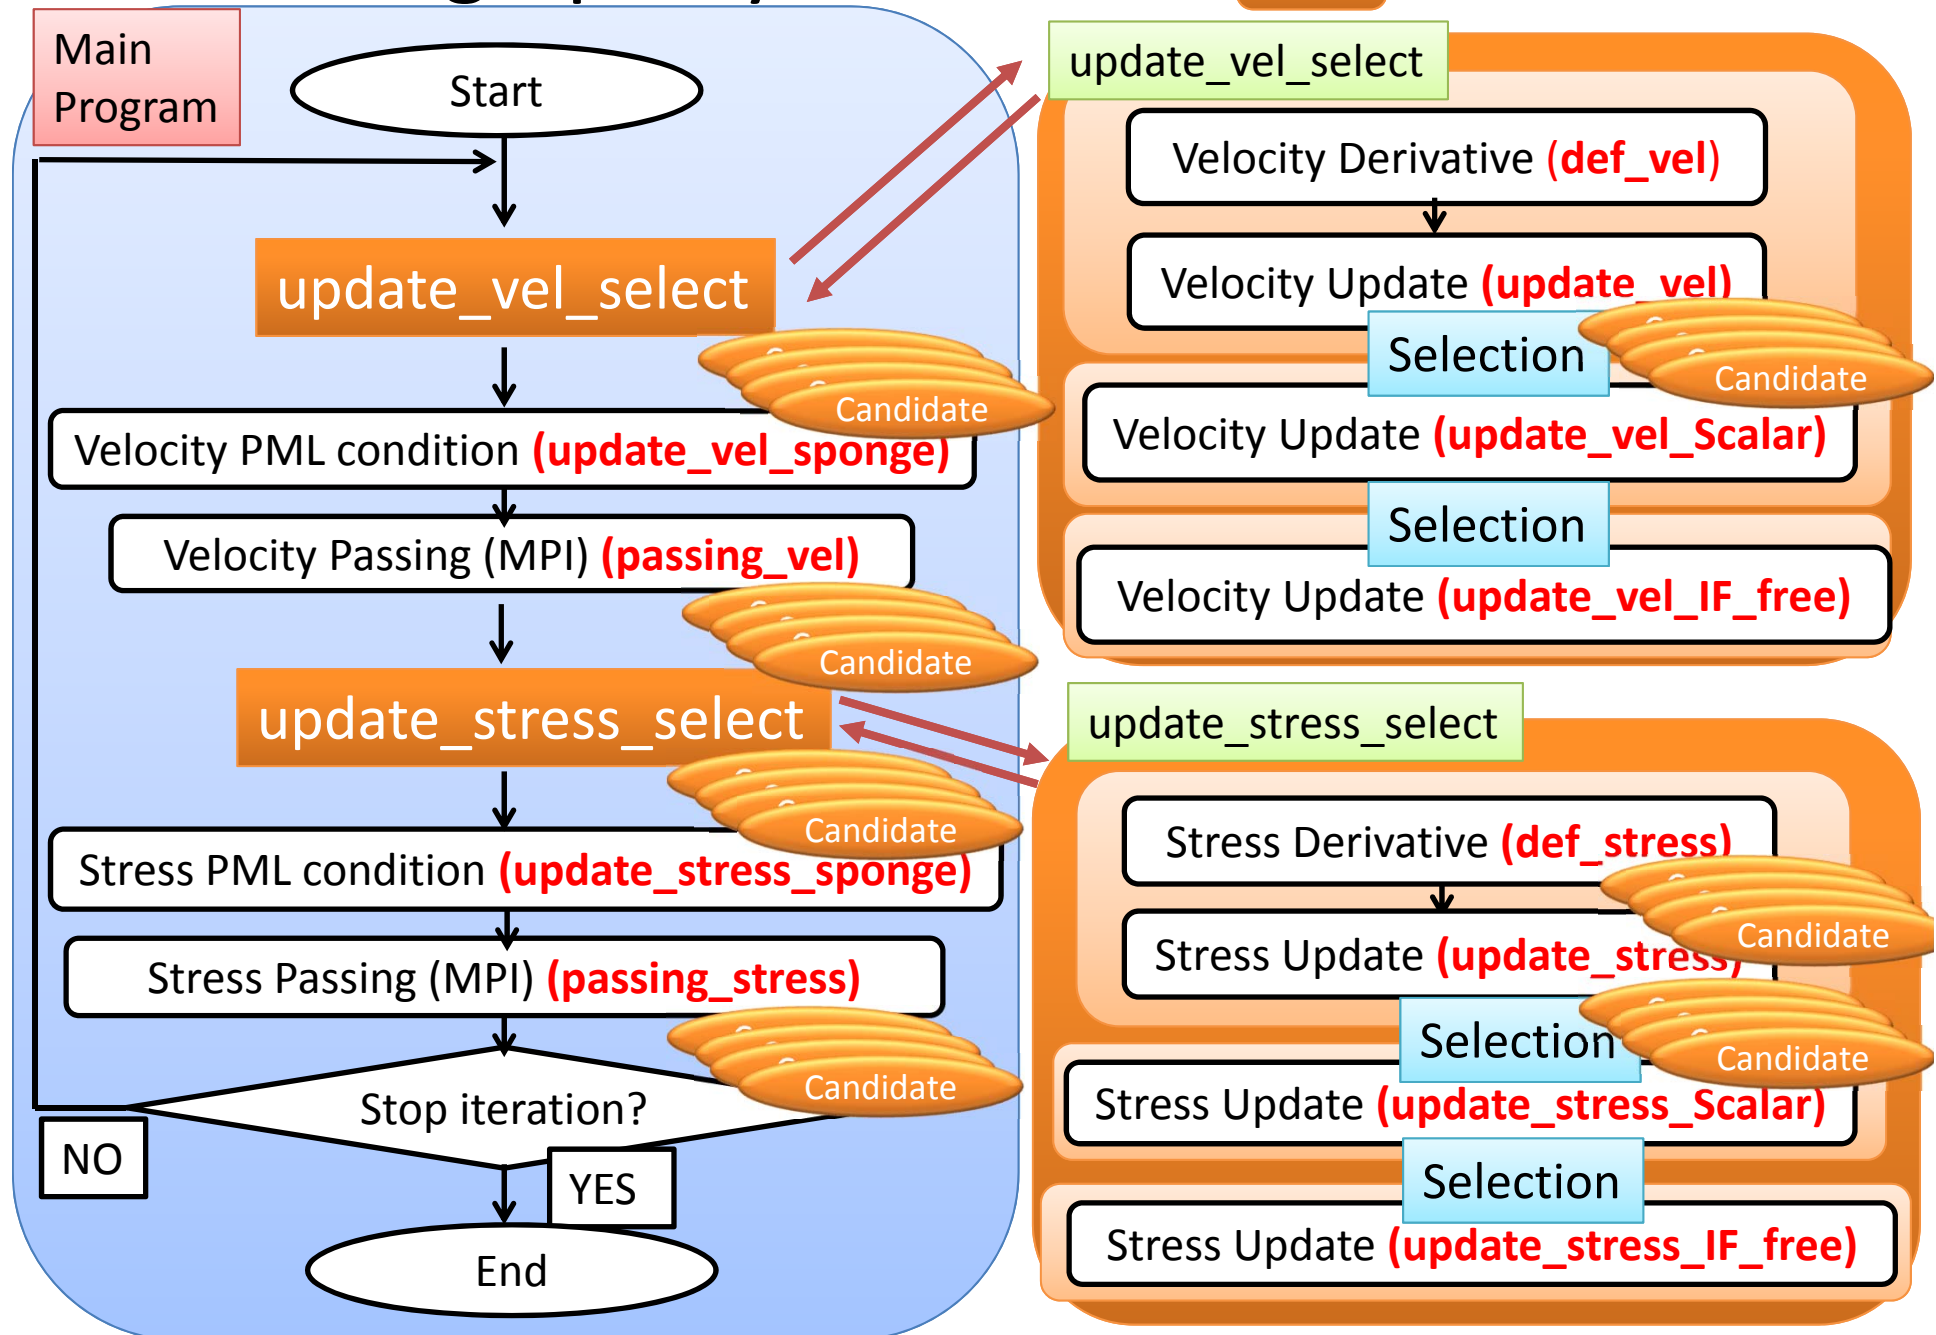 Main
Program
Start
update_vel_select
Candidate
Velocity PML condition (update_vel_sponge)
Velocity Passing (MPI) (passing_vel)
Candidate
update_stress_select
Candidate
Stress PML condition (update_stress_sponge)
Stress Passing (MPI) (passing_stress)
Candidate
Stop iteration?
NO
YES
End
update_vel_select
Velocity Derivative (def_vel)
Velocity Update (update_vel)
Selection
Candidate
Velocity Update (update_vel_Scalar)
Selection
Velocity Update (update_vel_IF_free)
update_stress_select
Stress Derivative (def_stress)
Candidate
Stress Update (update_stress)
Selection
Candidate
Stress Update (update_stress_Scalar)
Selection
Stress Update (update_stress_IF_free)